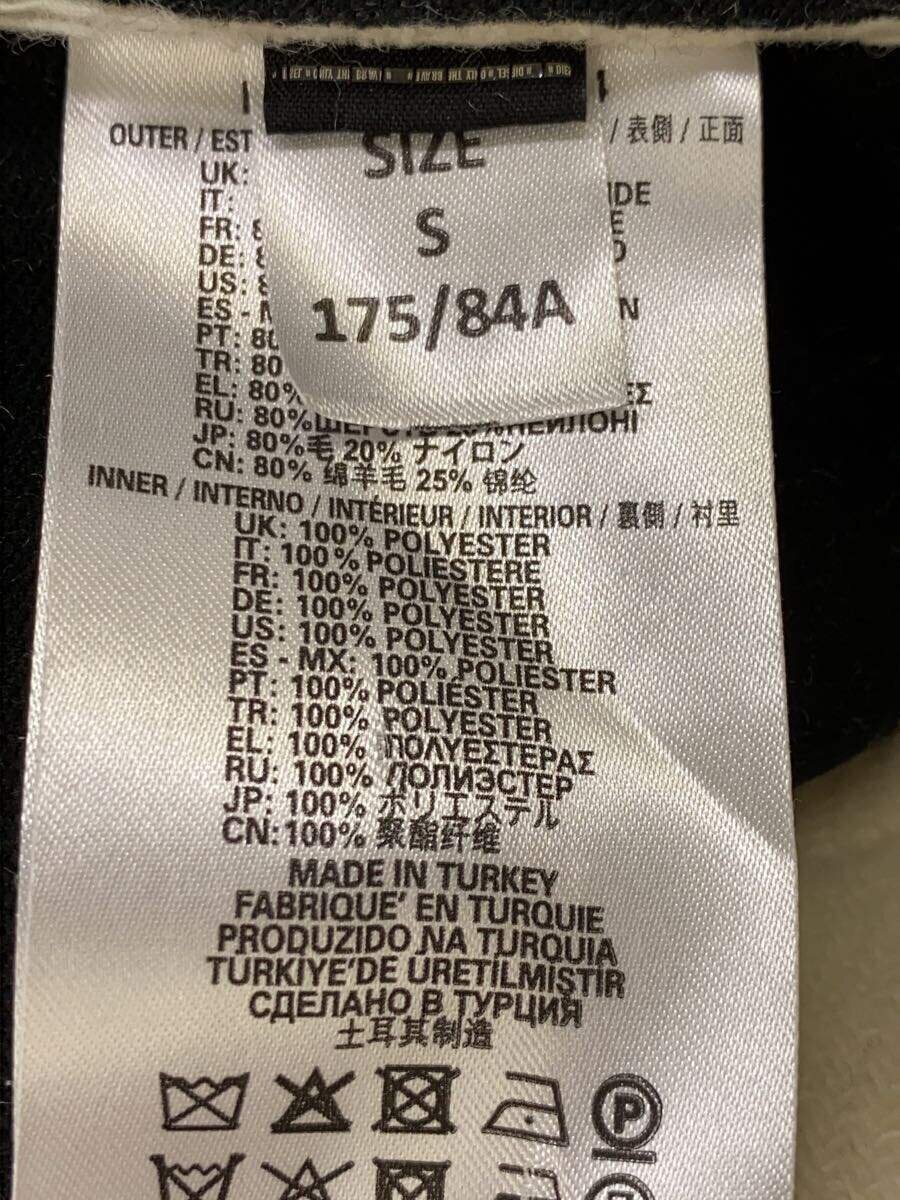 OUTER / EST / 表側 / 正面
SIZE
S
175/84A
UK:
IT:
FR:
DE:
US:
ES -
PT: 80
TR: 80
EL: 80%
RU: 80%
JP: 80%毛 20% ナイロン
CN: 80% 绵羊毛 25% 锦纶
INNER / INTERNO / INTÉRIEUR / INTERIOR / 裏側 / 衬里
UK: 100% POLYESTER
IT: 100% POLIESTERE
FR: 100% POLYESTER
DE: 100% POLYESTER
US: 100% POLYESTER
ES - MX: 100% POLIÉSTER
PT: 100% POLIÉSTER
TR: 100% POLYESTER
EL: 100% ΠΟΛΥΕΣΤΕΡΑΣ
RU: 100% ПОЛИЭСТЕР
JP: 100% ポリエステル
CN:100% 聚酯纤维
MADE IN TURKEY
FABRIQUE' EN TURQUIE
PRODUZIDO NA TURQUIA
TURKIYE'DE URETILMISTIR
СДЕЛАНО В ТУРЦИЯ
土耳其制造
P